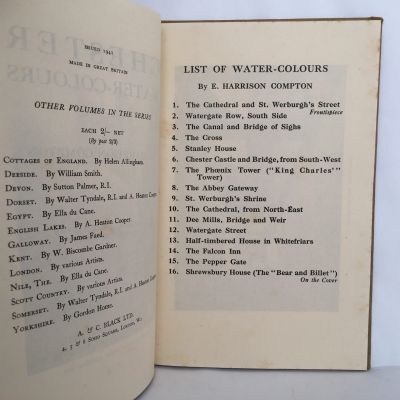 ISSUED 1941
MADE IN GREAT BRITAIN
OTHER VOLUMES IN THE SERIES
EACH 2/- NET
(By post 2/3)
COTTAGES OF ENGLAND. By Helen Allingham.
DEESIDE. By William Smith.
DEVON. By Sutton Palmer, R.I.
DORSET. By Walter Tyndale, R.I. and A. Heaton Cooper.
EGYPT. By Ella du Cane.
ENGLISH LAKES. By A. Heaton Cooper.
GALLOWAY. By James Faed.
KENT. By W. Biscombe Gardner.
LONDON. By various Artists.
NILE, THE. By Ella du Cane.
SCOTT COUNTRY. By various Artists.
SOMERSET. By Walter Tyndale, R.I. and A. Heaton
YORKSHIRE. By Gordon Home.
A. & C. BLACK LTD.
4, 5 & 6 SOHO SQUARE, LONDON, W.1
LIST OF WATER-COLOURS
BY E. HARRISON COMPTON
1. The Cathedral and St. Werburgh's Street
Frontispiece
2. Watergate Row, South Side
3. The Canal and Bridge of Sighs
4. The Cross
5. Stanley House
6. Chester Castle and Bridge, from South-West
7. The Phœnix Tower ("King Charles'" Tower)
8. The Abbey Gateway
9. St. Werburgh's Shrine
10. The Cathedral, from North-East
11. Dee Mills, Bridge and Weir
12. Watergate Street
13. Half-timbered House in Whitefriars
14. The Falcon Inn
15. The Pepper Gate
16. Shrewsbury House (The "Bear and Billet")
On the Cover